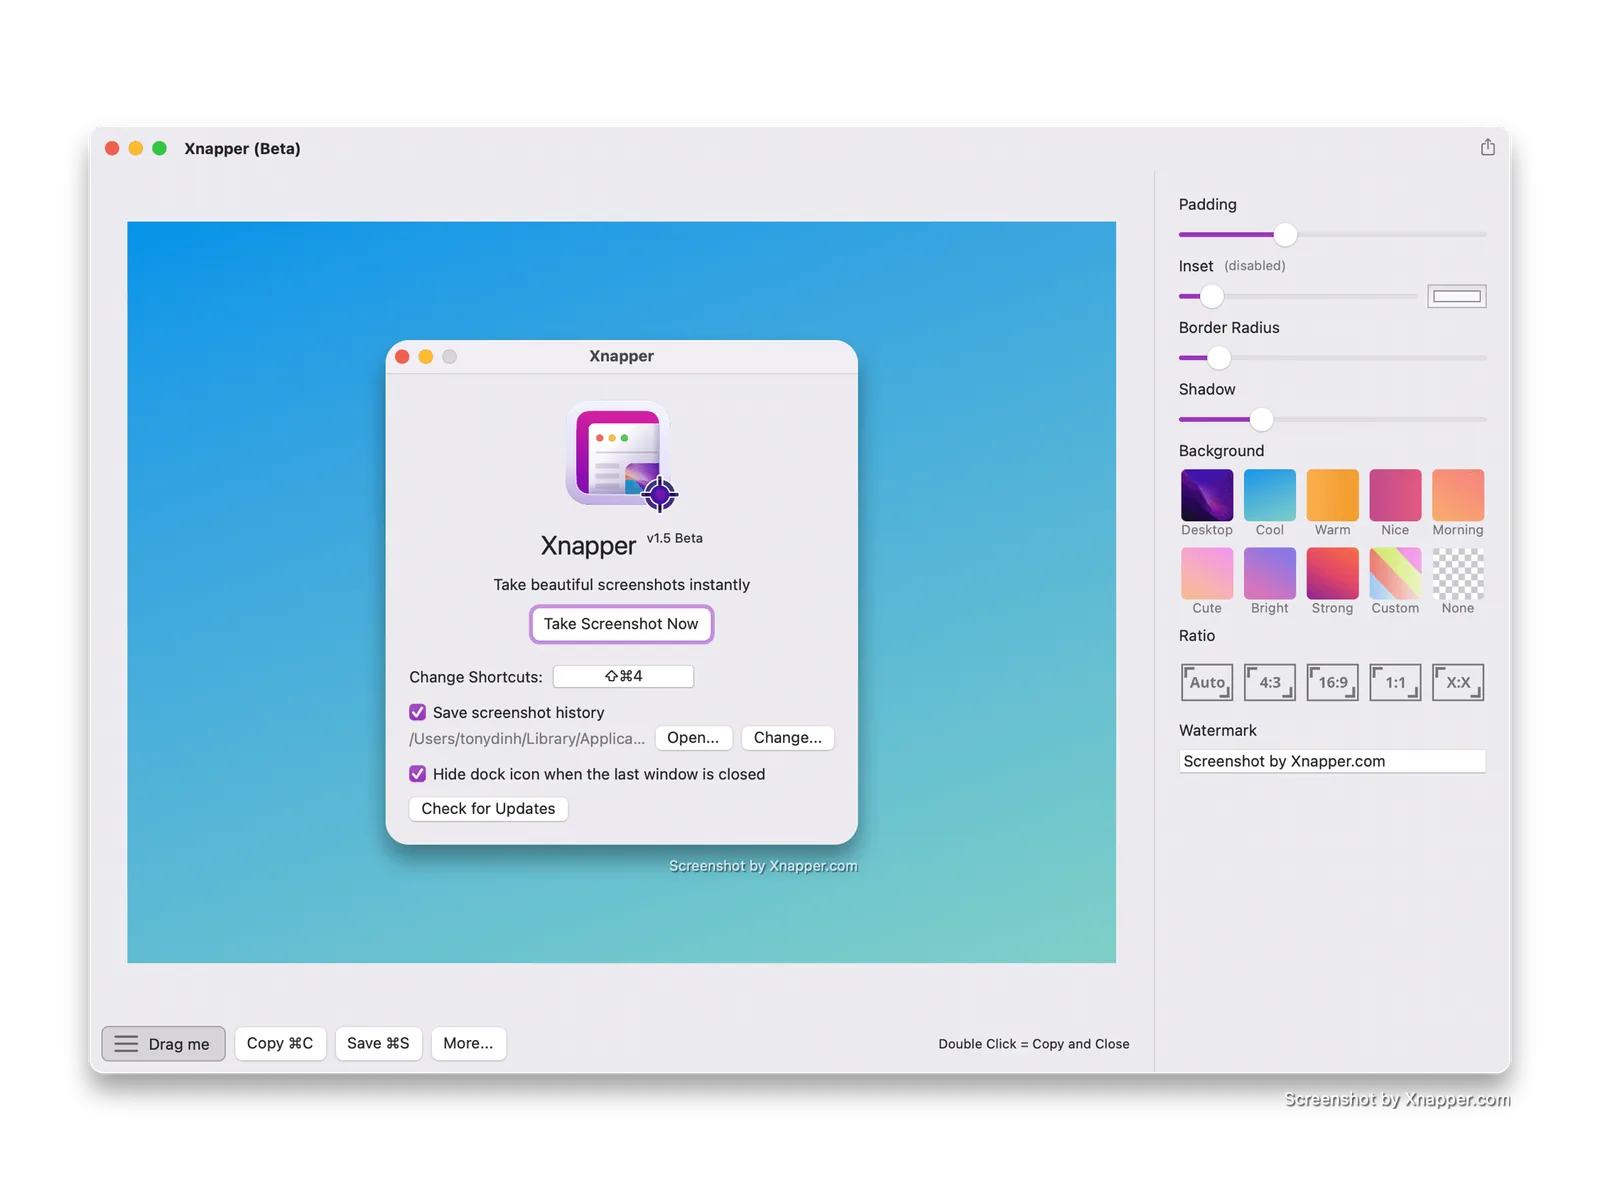 Xnapper (Beta)
Xnapper
Xnapper v1.5 Beta
Take beautiful screenshots instantly
Take Screenshot Now
Change Shortcuts: ⇧⌘4
Save screenshot history
/Users/tonydinh/Library/Applica... Open... Change...
Hide dock icon when the last window is closed
Check for Updates
Screenshot by Xnapper.com
Drag me Copy ⌘C Save ⌘S More... Double Click = Copy and Close
Padding
Inset (disabled)
Border Radius
Shadow
Background
Desktop Cool Warm Nice Morning
Cute Bright Strong Custom None
Ratio
Auto 4:3 16:9 1:1 X:X
Watermark
Screenshot by Xnapper.com
Screenshot by Xnapper.com